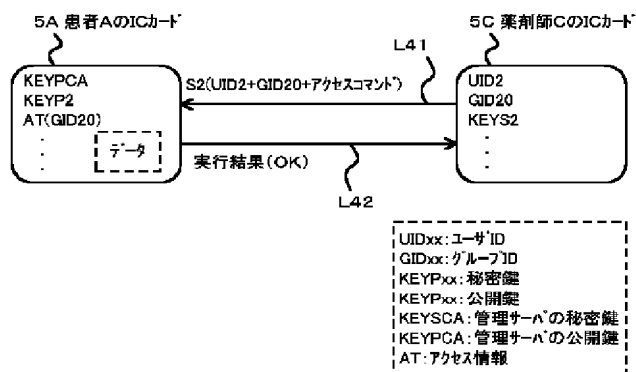 5A 患者AのICカード
5C 薬剤師CのICカード
L41
KEYPCA
KEYP2
AT(GID20)
データ
S2(UID2+GID20+アクセスコマンド)
UID2
GID20
KEYS2
実行結果(OK)
L42
UIDxx:ユーザID
GIDxx:グループID
KEYPxx:秘密鍵
KEYPxx:公開鍵
KEYSCA:管理サーバの秘密鍵
KEYPCA:管理サーバの公開鍵
AT:アクセス情報